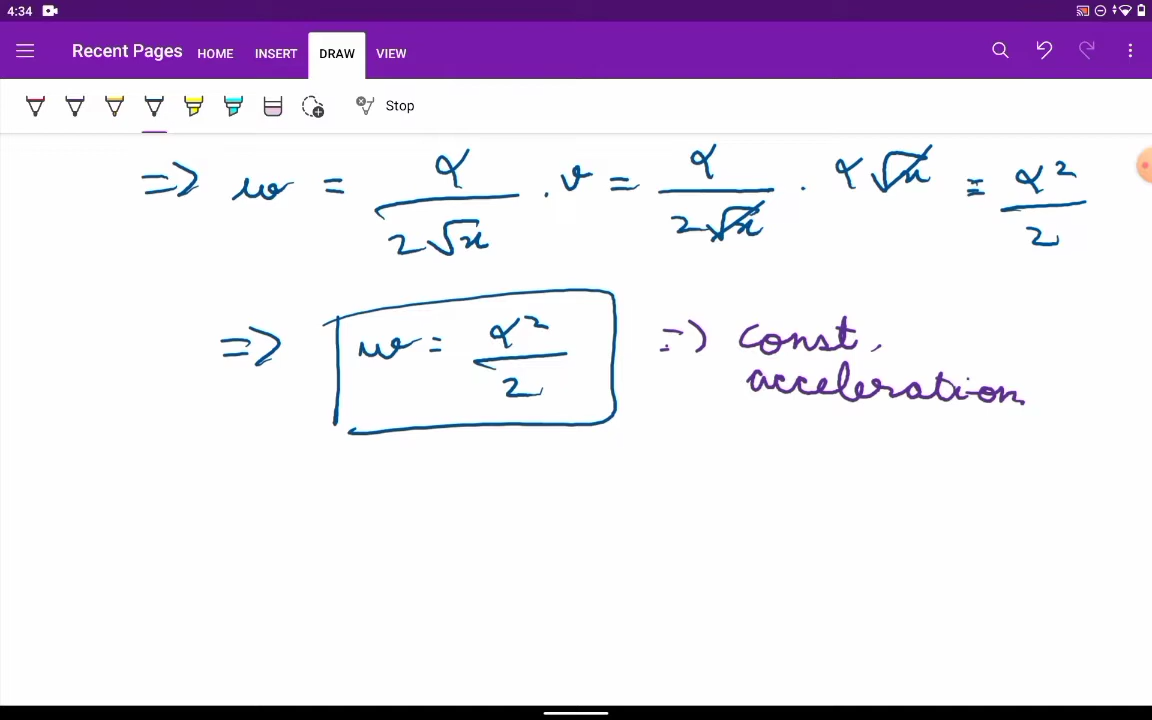 4:34
Recent Pages HOME INSERT DRAW VIEW
Stop
=> w = α / 2√x . v = α / 2√x . α √x = α² / 2
=> w = α² / 2 => const.
acceleration.